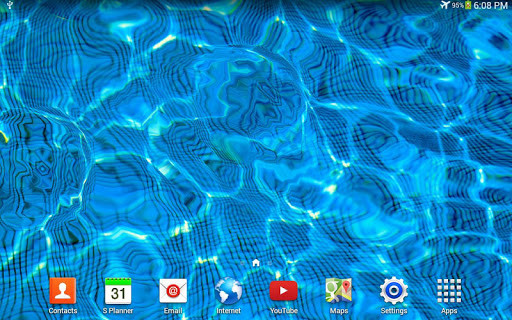 95% 6:08 PM
31
@
Contacts S Planner Email Internet YouTube Maps Settings Apps